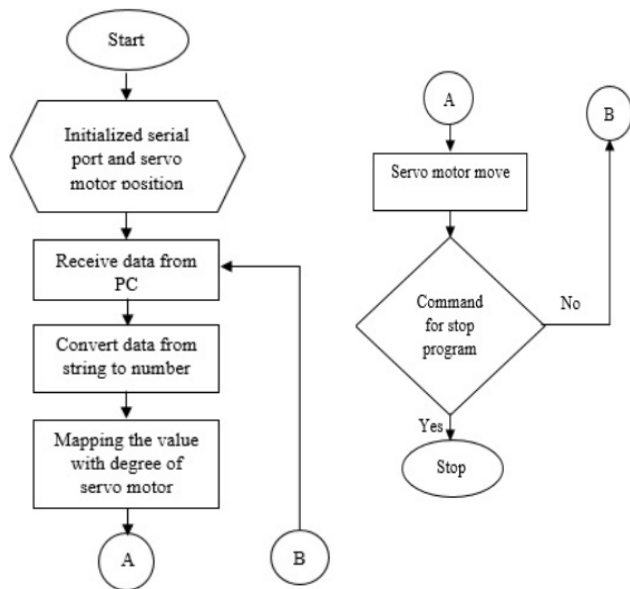 Start
Initialized serial
port and servo
motor position
Receive data from
PC
Convert data from
string to number
Mapping the value
with degree of
servo motor
A
B
A
B
Servo motor move
Command
for stop
program
No
Yes
Stop